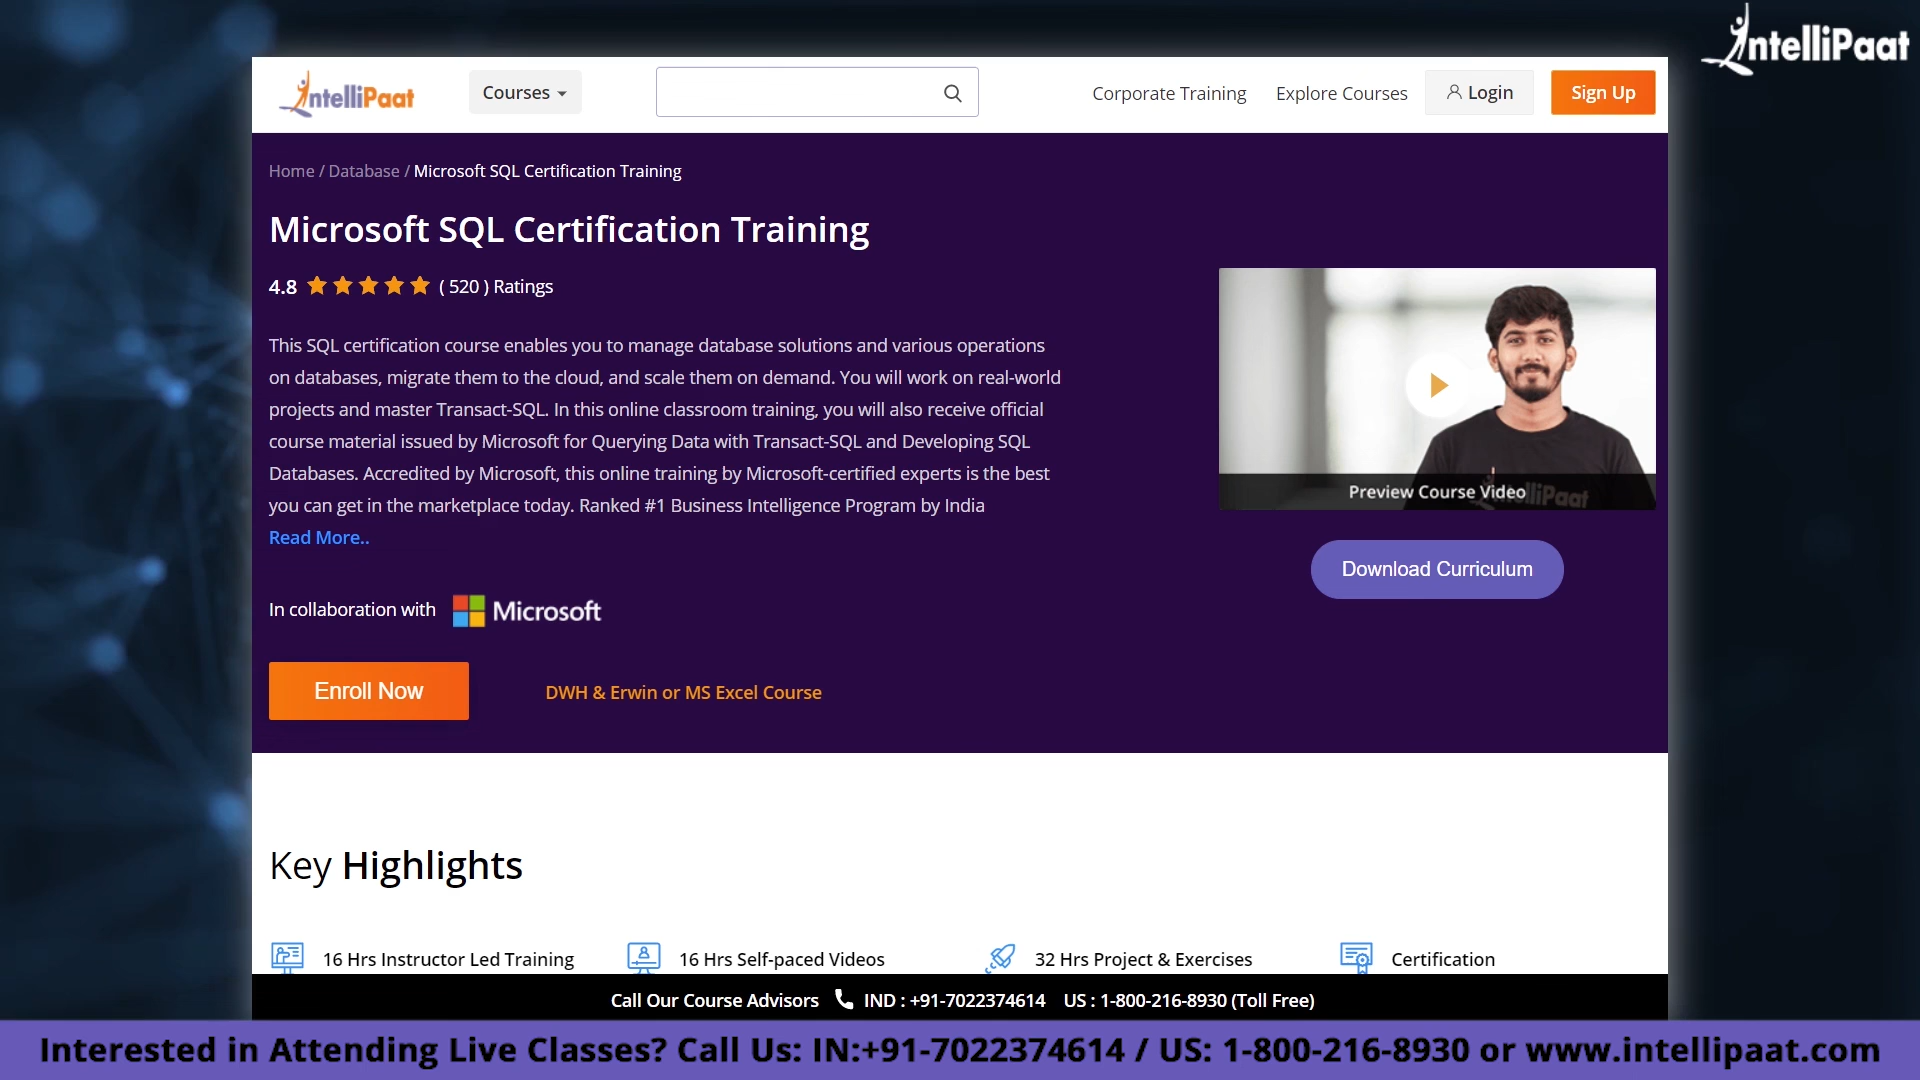 IntelliPaat
IntelliPaat
Courses
Corporate Training
Explore Courses
Login
Sign Up
Home / Database / Microsoft SQL Certification Training
Microsoft SQL Certification Training
4.8 ( 520 ) Ratings
This SQL certification course enables you to manage database solutions and various operations
on databases, migrate them to the cloud, and scale them on demand. You will work on real-world
projects and master Transact-SQL. In this online classroom training, you will also receive official
course material issued by Microsoft for Querying Data with Transact-SQL and Developing SQL
Databases. Accredited by Microsoft, this online training by Microsoft-certified experts is the best
you can get in the marketplace today. Ranked #1 Business Intelligence Program by India
Read More..
Preview Course Video
Download Curriculum
In collaboration with Microsoft
Enroll Now
DWH & Erwin or MS Excel Course
Key Highlights
16 Hrs Instructor Led Training
16 Hrs Self-paced Videos
32 Hrs Project & Exercises
Certification
Call Our Course Advisors IND : +91-7022374614 US : 1-800-216-8930 (Toll Free)
Interested in Attending Live Classes? Call Us: IN:+91-7022374614 / US: 1-800-216-8930 or www.intellipaat.com